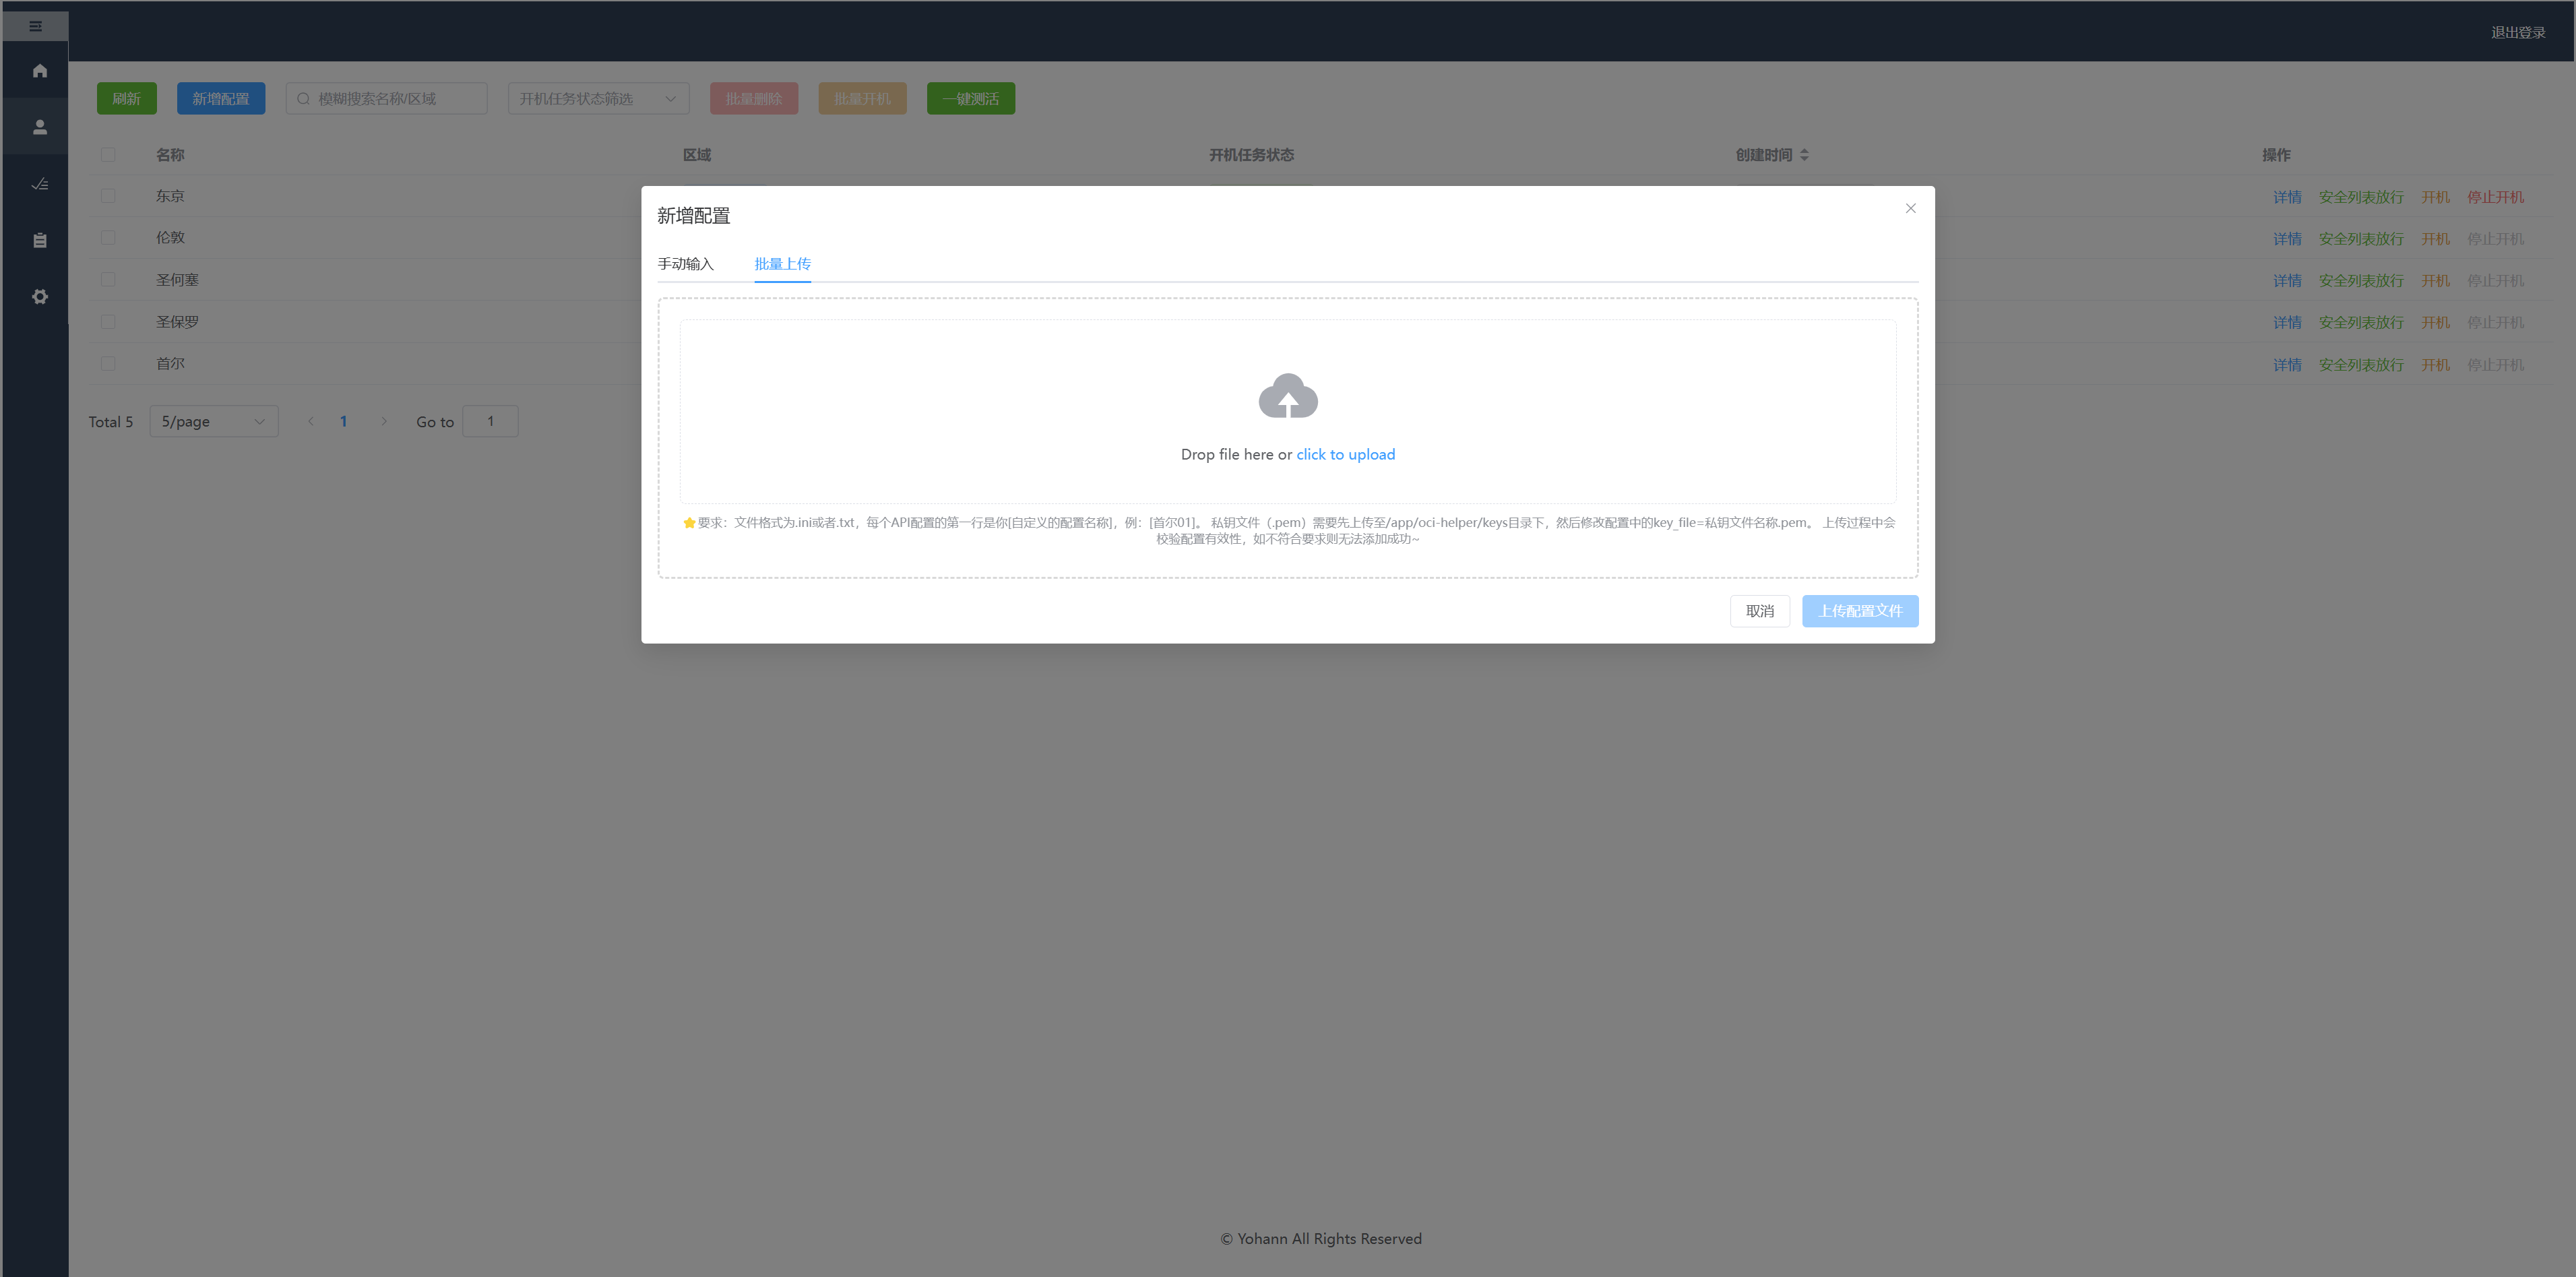 退出登录
刷新 新增配置 模糊搜索名称/区域 开机任务状态筛选 批量删除 批量开机 一键测活
名称 区域 开机任务状态 创建时间 操作
东京 详情 安全列表放行 开机 停止开机
伦敦 详情 安全列表放行 开机 停止开机
圣何塞 详情 安全列表放行 开机 停止开机
圣保罗 详情 安全列表放行 开机 停止开机
首尔 详情 安全列表放行 开机 停止开机
Total 5 5/page 1 Go to 1
新增配置
手动输入 批量上传
Drop file here or click to upload
要求：文件格式为.ini或者.txt，每个API配置的第一行是你[自定义的配置名称]，例：[首尔01]。 私钥文件（.pem）需要先上传至/app/oci-helper/keys目录下，然后修改配置中的key_file=私钥文件名称.pem。 上传过程中会
校验配置有效性，如不符合要求则无法添加成功~
取消 上传配置文件
© Yohann All Rights Reserved